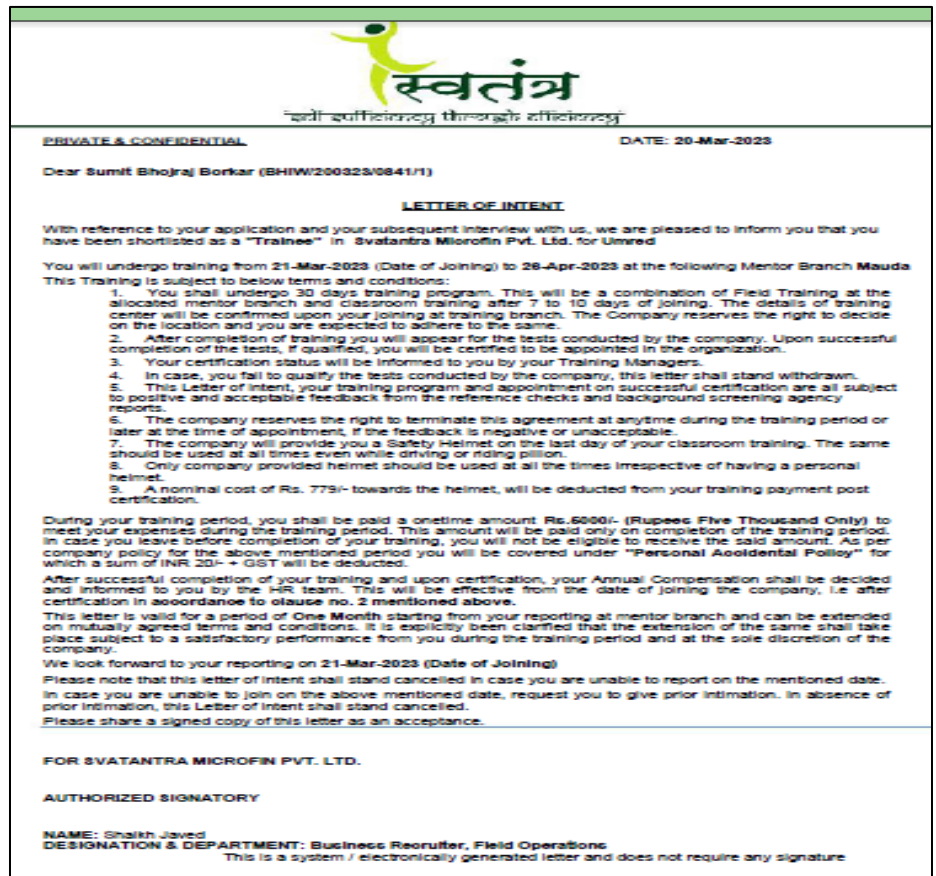 स्वतंत्र
"self sufficiency through efficiency"
PRIVATE & CONFIDENTIAL DATE: 20-Mar-2023
Dear Sumit Bhojraj Borkar (BHIW/200323/0841/1)
LETTER OF INTENT
With reference to your application and your subsequent interview with us, we are pleased to inform you that you
have been shortlisted as a "Trainee" in Svatantra Microfin Pvt. Ltd. for Umred
You will undergo training from 21-Mar-2023 (Date of Joining) to 26-Apr-2023 at the following Mentor Branch Mauda
This Training is subject to below terms and conditions:
1. You shall undergo 30 days training program. This will be a combination of Field Training at the
allocated mentor branch and classroom training after 7 to 10 days of joining. The details of training
center will be confirmed upon your joining at training branch. The Company reserves the right to decide
on the location and you are expected to adhere to the same.
2. After completion of training you will appear for the tests conducted by the company. Upon successful
completion of the tests, if qualified, you will be certified to be appointed in the organization.
3. Your certification status will be informed to you by your Training Managers.
4. In case, you fail to qualify the tests conducted by the company, this letter shall stand withdrawn.
5. This Letter of Intent, your training program and appointment on successful certification are all subject
to positive and acceptable feedback from the reference checks and background screening agency
reports.
6. The company reserves the right to terminate this agreement at anytime during the training period or
later at the time of appointment, if the feedback is negative or unacceptable.
7. The company will provide you a Safety Helmet on the last day of your classroom training. The same
should be used at all times even while driving or riding pillion.
8. Only company provided helmet should be used at all the times irrespective of having a personal
helmet.
9. A nominal cost of Rs. 779/- towards the helmet, will be deducted from your training payment post
certification.
During your training period, you shall be paid a onetime amount Rs.5000/- (Rupees Five Thousand Only) to
meet your expenses during the training period. This amount will be paid only on completion of the training period.
In case you leave before completion of your training, you will not be eligible to receive the said amount. As per
company policy for the above mentioned period you will be covered under "Personal Accidental Policy" for
which a sum of INR 20/- + GST will be deducted.
After successful completion of your training and upon certification, your Annual Compensation shall be decided
and informed to you by the HR team. This will be effective from the date of joining the company, i.e after
certification in accordance to clause no. 2 mentioned above.
This letter is valid for a period of One Month starting from your reporting at mentor branch and can be extended
on mutually agreed terms and conditions. It is explicitly been clarified that the extension of the same shall take
place subject to a satisfactory performance from you during the training period and at the sole discretion of the
company.
We look forward to your reporting on 21-Mar-2023 (Date of Joining)
Please note that this letter of intent shall stand cancelled in case you are unable to report on the mentioned date.
In case you are unable to join on the above mentioned date, request you to give prior intimation. In absence of
prior intimation, this Letter of Intent shall stand cancelled.
Please share a signed copy of this letter as an acceptance.
FOR SVATANTRA MICROFIN PVT. LTD.
AUTHORIZED SIGNATORY
NAME: Shaikh Javed
DESIGNATION & DEPARTMENT: Business Recruiter, Field Operations
This is a system / electronically generated letter and does not require any signature